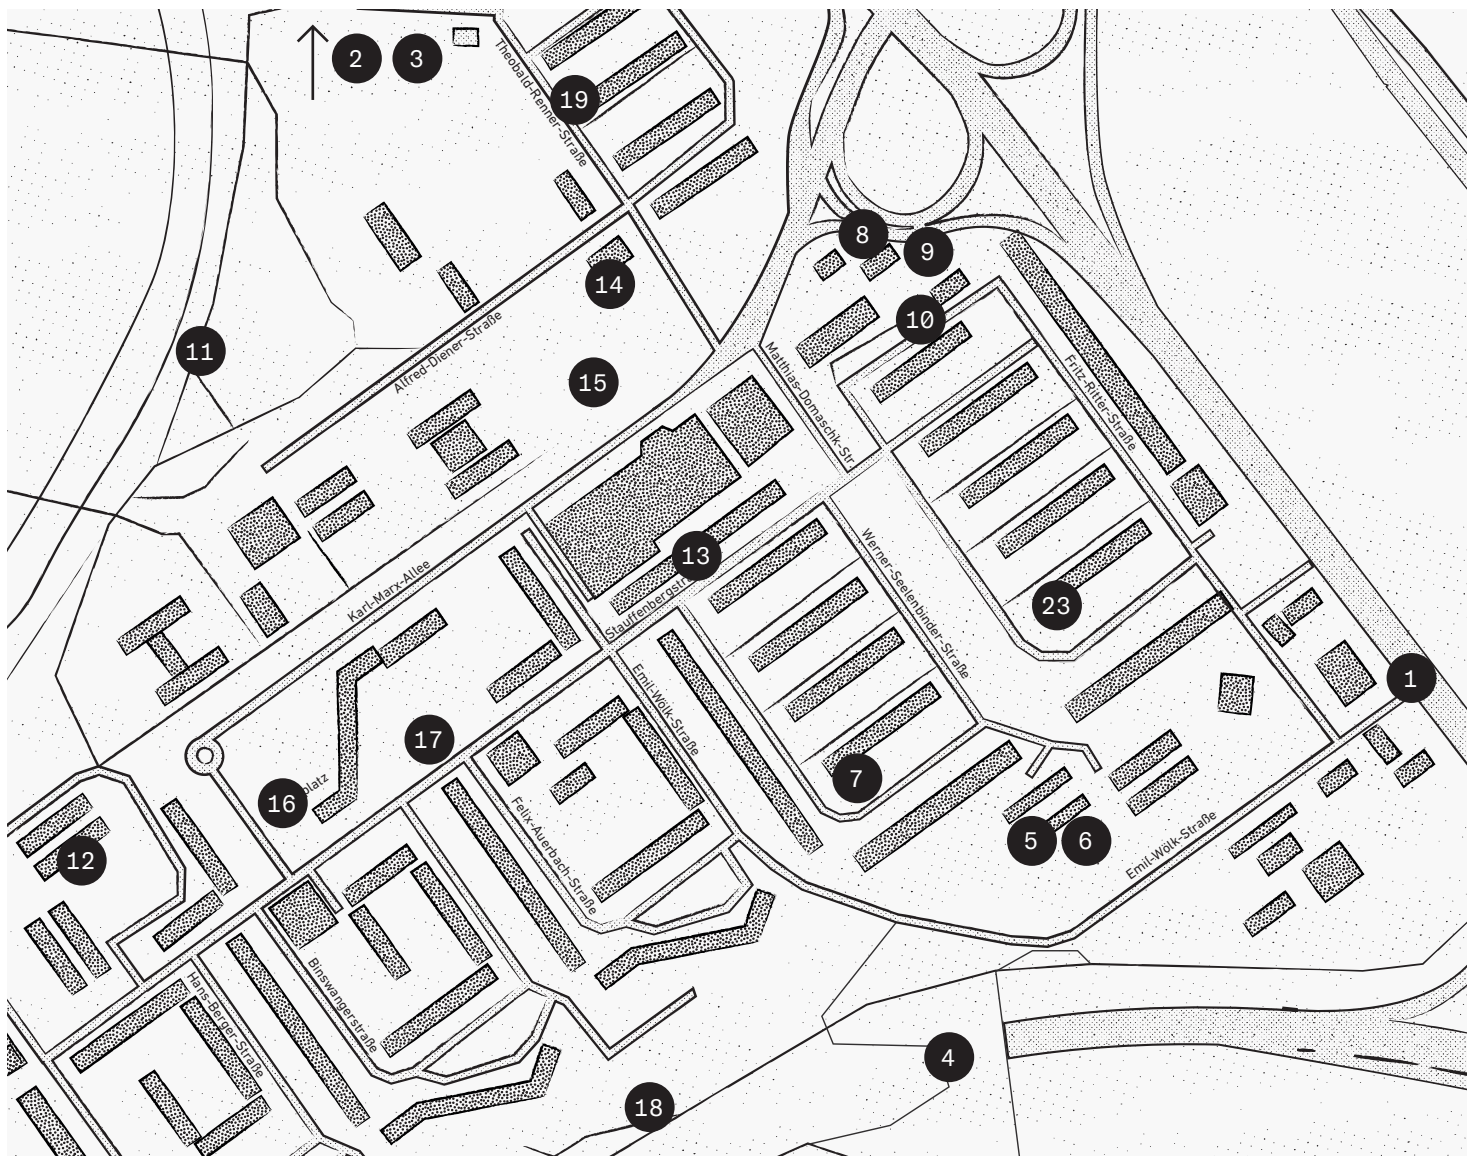 2
3
Theobald-Renner-Straße
19
8
9
14
10
11
Alfred-Diener-Straße
15
Matthias-Domaschk-Str.
Fritz-Ritter-Straße
13
Stauffenbergstr
Karl-Marx-Allee
Werner-Seelenbinder-Straße
23
1
Emil-Wölk-Straße
17
16
platz
7
12
5
6
Felix-Auerbach-Straße
Emil-Wölk-Straße
Binswangerstraße
Hans-Berger-Straße
4
18